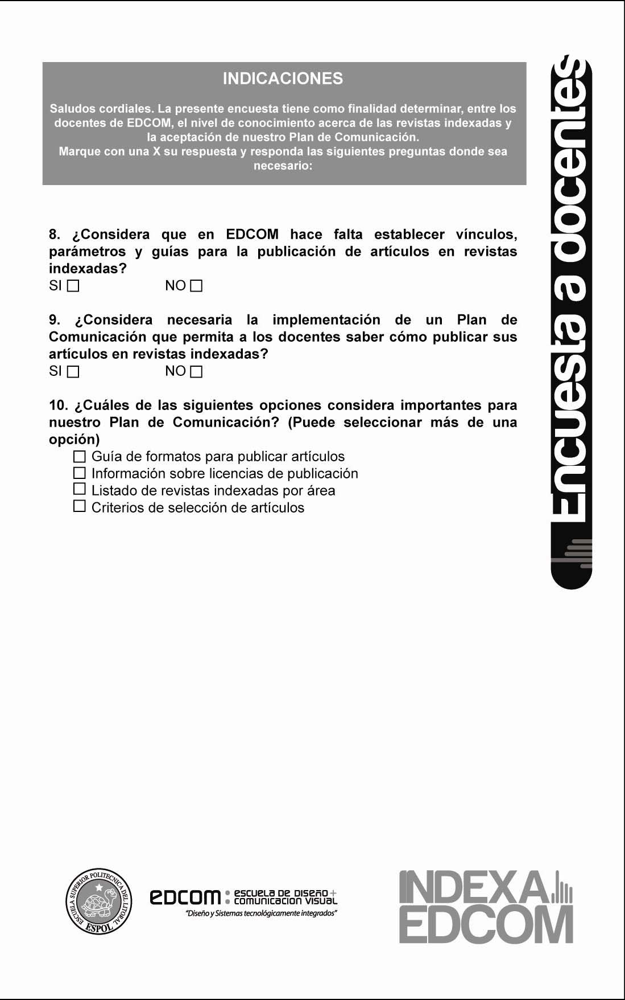 INDICACIONES
Saludos cordiales. La presente encuesta tiene como finalidad determinar, entre los
docentes de EDCOM, el nivel de conocimiento acerca de las revistas indexadas y
la aceptación de nuestro Plan de Comunicación.
Marque con una X su respuesta y responda las siguientes preguntas donde sea
necesario:
8. ¿Considera que en EDCOM hace falta establecer vínculos,
parámetros y guías para la publicación de artículos en revistas
indexadas?
SI NO
9. ¿Considera necesaria la implementación de un Plan de
Comunicación que permita a los docentes saber cómo publicar sus
artículos en revistas indexadas?
SI NO
10. ¿Cuáles de las siguientes opciones considera importantes para
nuestro Plan de Comunicación? (Puede seleccionar más de una
opción)
Guía de formatos para publicar artículos
Información sobre licencias de publicación
Listado de revistas indexadas por área
Criterios de selección de artículos
Encuesta a docentes
ESCUELA SUPERIOR POLITECNICA DEL LITORAL
ESPOL
edcom: escuela de diseño+
comunicacion visual
"Diseño y Sistemas tecnológicamente integrados"
INDEXA
EDCOM